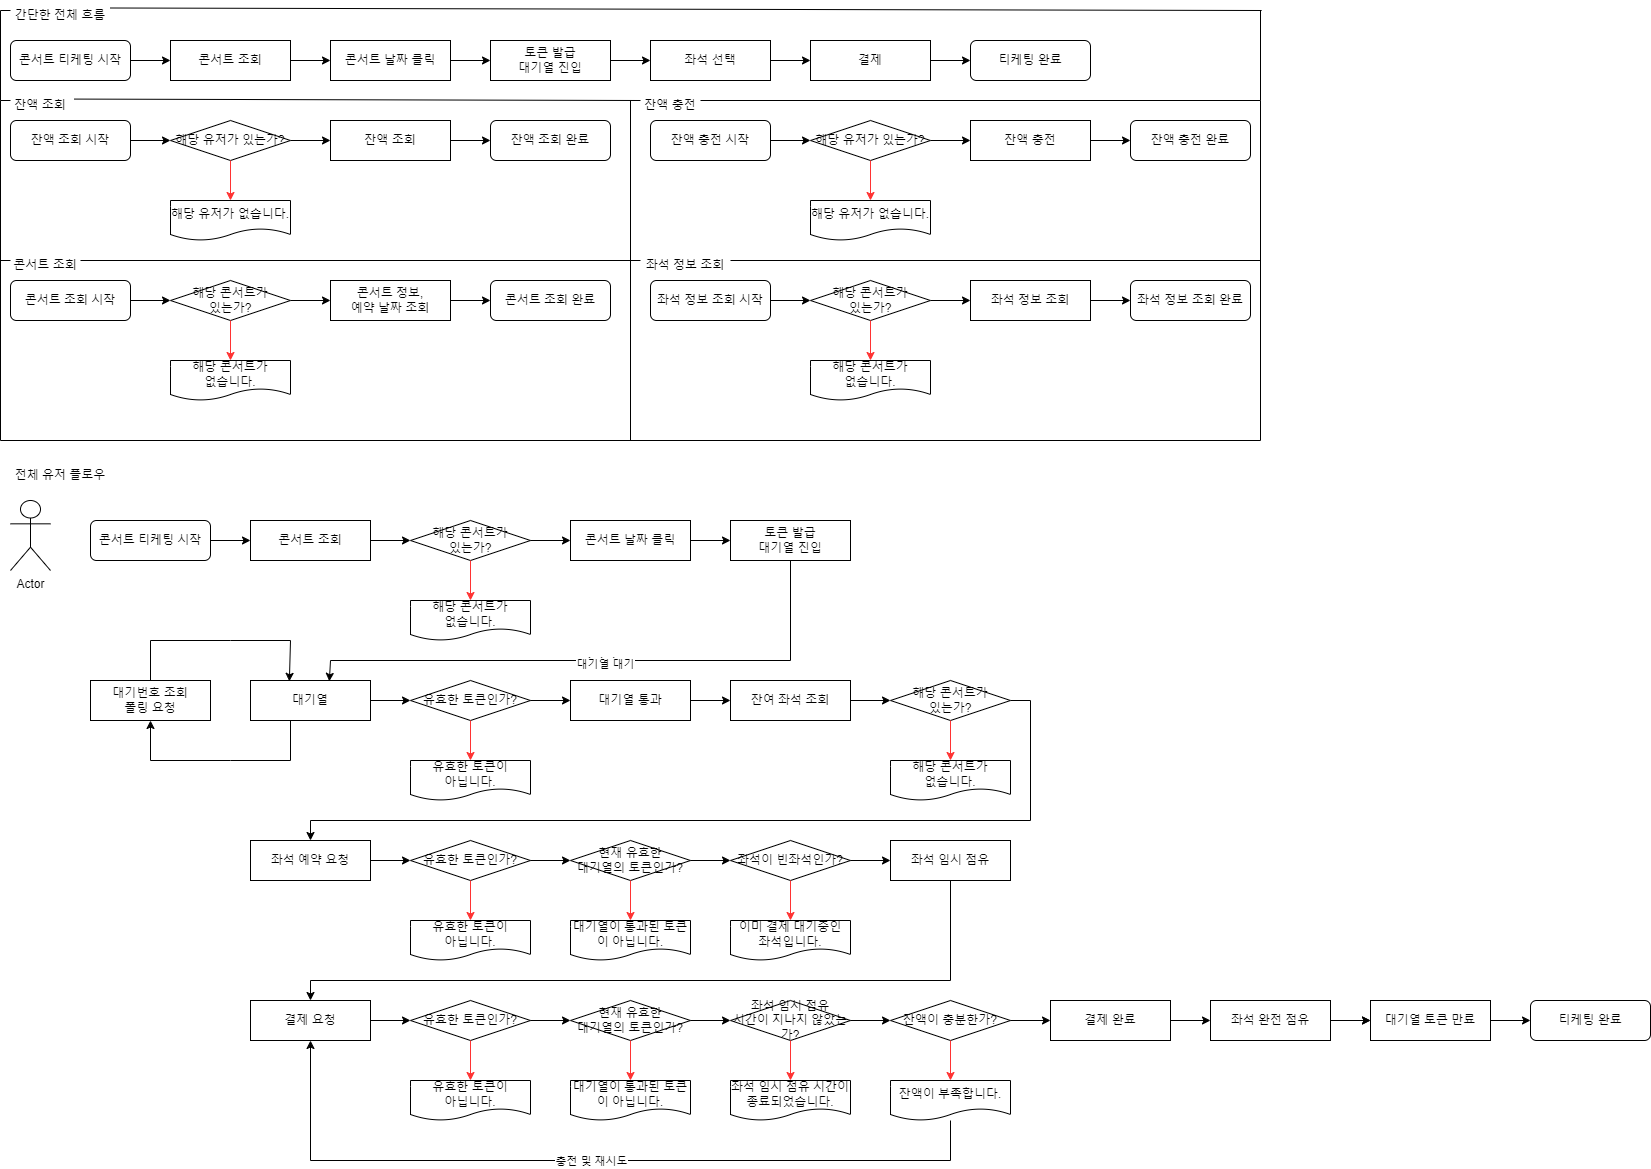 간단한 전체 흐름
콘서트 티케팅 시작
콘서트 조회
콘서트 날짜 클릭
토큰 발급
대기열 진입
좌석 선택
결제
티케팅 완료
잔액 조회
잔액 조회 시작
해당 유저가 있는가?
잔액 조회
잔액 조회 완료
해당 유저가 없습니다.
잔액 충전
잔액 충전 시작
해당 유저가 있는가?
잔액 충전
잔액 충전 완료
해당 유저가 없습니다.
콘서트 조회
콘서트 조회 시작
해당 콘서트가
있는가?
콘서트 정보,
예약 날짜 조회
콘서트 조회 완료
해당 콘서트가
없습니다.
좌석 정보 조회
좌석 정보 조회 시작
해당 콘서트가
있는가?
좌석 정보 조회
좌석 정보 조회 완료
해당 콘서트가
없습니다.
전체 유저 플로우
Actor
콘서트 티케팅 시작
콘서트 조회
해당 콘서트가
있는가?
콘서트 날짜 클릭
토큰 발급
대기열 진입
해당 콘서트가
없습니다.
대기열 대기
대기번호 조회
폴링 요청
대기열
유효한 토큰인가?
대기열 통과
잔여 좌석 조회
해당 콘서트가
있는가?
유효한 토큰이
아닙니다.
해당 콘서트가
없습니다.
좌석 예약 요청
유효한 토큰인가?
현재 유효한
대기열의 토큰인가?
좌석이 빈좌석인가?
좌석 임시 점유
유효한 토큰이
아닙니다.
대기열이 통과된 토큰
이 아닙니다.
이미 결제 대기중인
좌석입니다.
결제 요청
유효한 토큰인가?
현재 유효한
대기열의 토큰인가?
좌석 임시 점유
시간이 지나지 않았는
가?
잔액이 충분한가?
결제 완료
좌석 완전 점유
대기열 토큰 만료
티케팅 완료
유효한 토큰이
아닙니다.
대기열이 통과된 토큰
이 아닙니다.
좌석 임시 점유 시간이
종료되었습니다.
잔액이 부족합니다.
충전 및 재시도